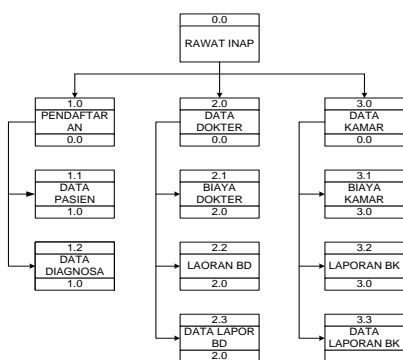 0.0
RAWAT INAP
1.0
PENDAFTAR
AN
0.0
2.0
DATA
DOKTER
0.0
3.0
DATA
KAMAR
0.0
1.1
DATA
PASIEN
1.0
2.1
BIAYA
DOKTER
2.0
3.1
BIAYA
KAMAR
3.0
1.2
DATA
DIAGNOSA
1.0
2.2
LAORAN BD
2.0
3.2
LAPORAN BK
3.0
2.3
DATA LAPOR
BD
2.0
3.3
DATA
LAPORAN BK